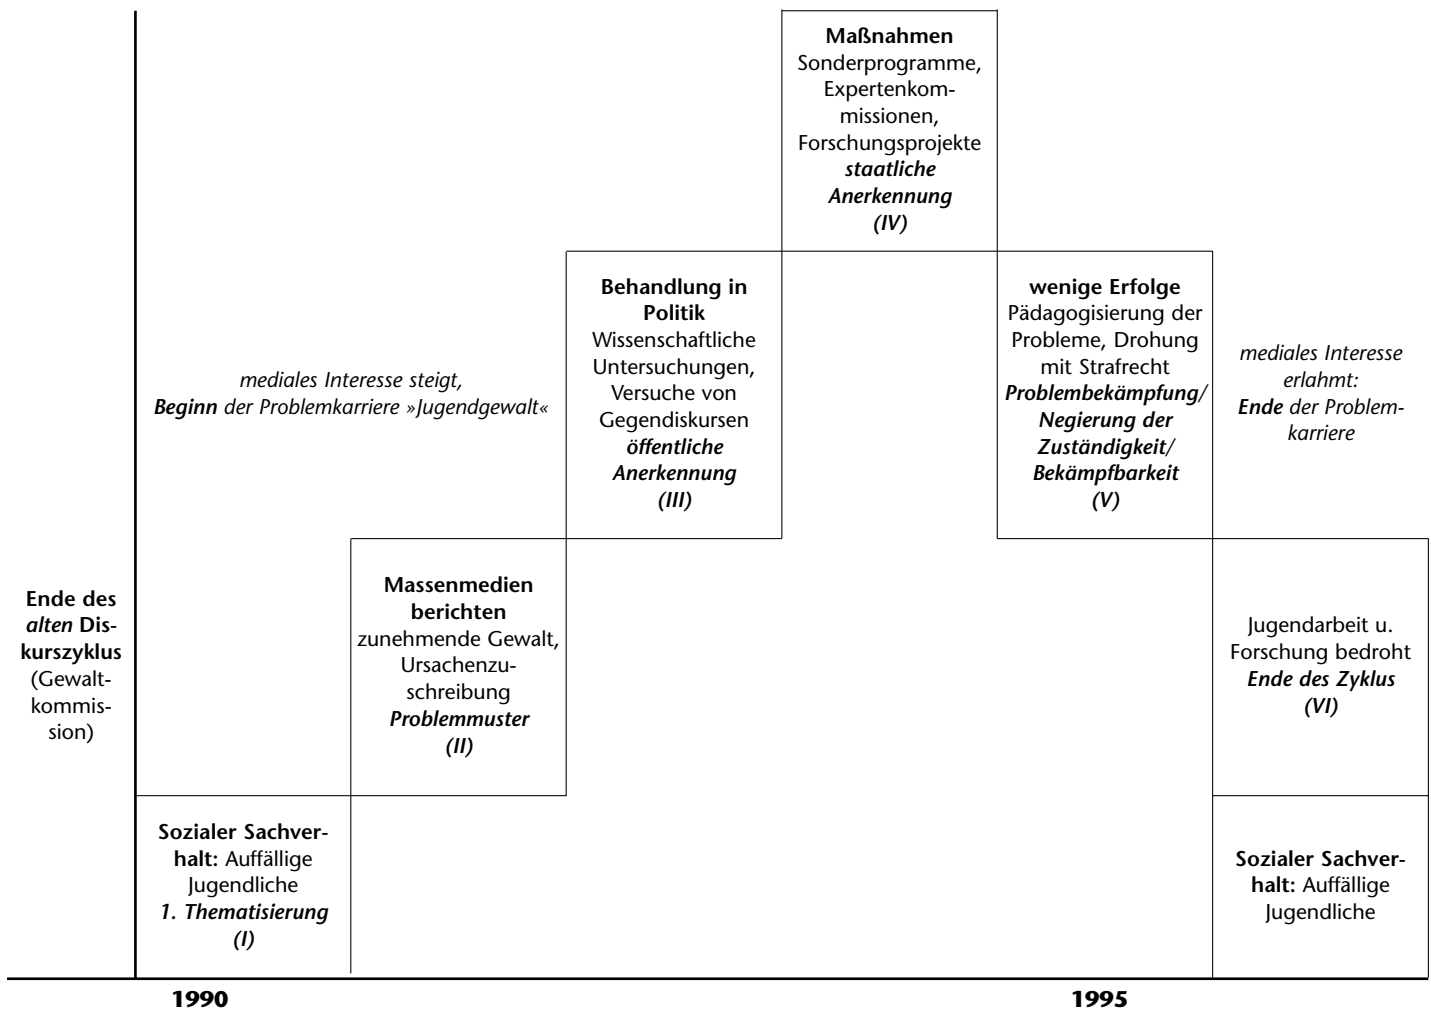 Maßnahmen
Sonderprogramme,
Expertenkom-
missionen,
Forschungsprojekte
staatliche
Anerkennung
(IV)
Behandlung in
Politik
Wissenschaftliche
Untersuchungen,
Versuche von
Gegendiskursen
öffentliche
Anerkennung
(III)
wenige Erfolge
Pädagogisierung der
Probleme, Drohung
mit Strafrecht
Problembekämpfung/
Negierung der
Zuständigkeit/
Bekämpfbarkeit
(V)
mediales Interesse steigt,
Beginn der Problemkarriere »Jugendgewalt«
mediales Interesse
erlahmt:
Ende der Problem-
karriere
Ende des
alten Dis-
kurszyklus
(Gewalt-
kommis-
sion)
Massenmedien
berichten
zunehmende Gewalt,
Ursachenzu-
schreibung
Problemmuster
(II)
Jugendarbeit u.
Forschung bedroht
Ende des Zyklus
(VI)
Sozialer Sachver-
halt: Auffällige
Jugendliche
1. Thematisierung
(I)
Sozialer Sachver-
halt: Auffällige
Jugendliche
1990
1995